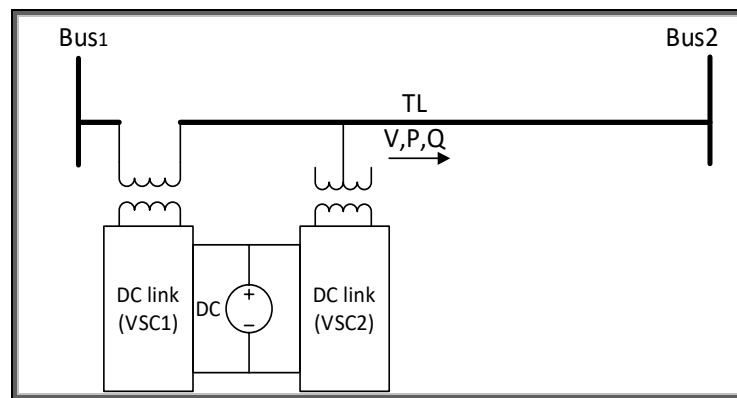 Bus1
Bus2
TL
V,P,Q
DC link
(VSC1)
DC
+
−
DC link
(VSC2)